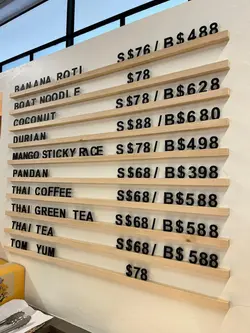 BANANA ROTI S$76/B$488
BOAT NOODLE $78
COCONUT S$78/B$628
DURIAN S$88/B$680
MANGO STICKY RICE S$78/B$498
PANDAN S$68/B$398
THAI COFFEE S$68/B$588
THAI GREEN TEA S$68/B$588
THAI TEA S$68/B$588
TOM YUM $78